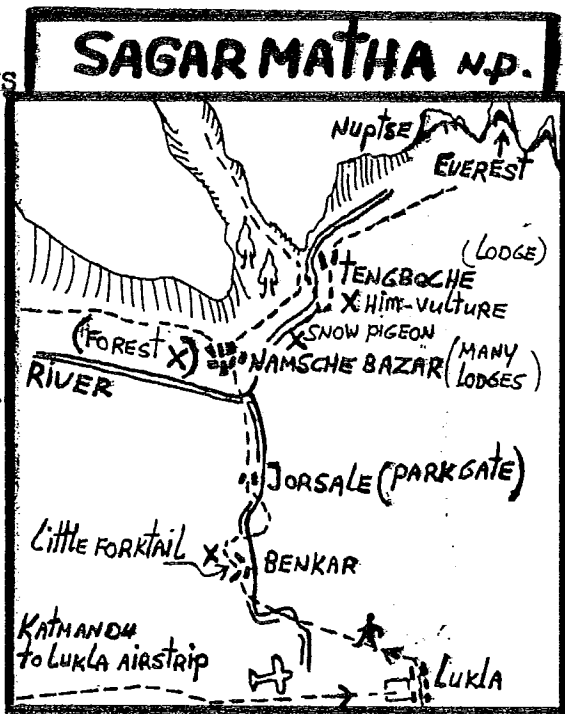 SAGARMATHA N.P.
S
NUPTSE
EVEREST
(LODGE)
TENGBOCHE
X HIM-VULTURE
X SNOW PIGEON
(FOREST X)
NAMSCHE BAZAR (MANY
LODGES)
RIVER
JORSALE (PARKGATE)
LITTLE FORKTAIL X
BENKAR
KATMANDU
TO LUKLA AIRSTRIP
LUKLA